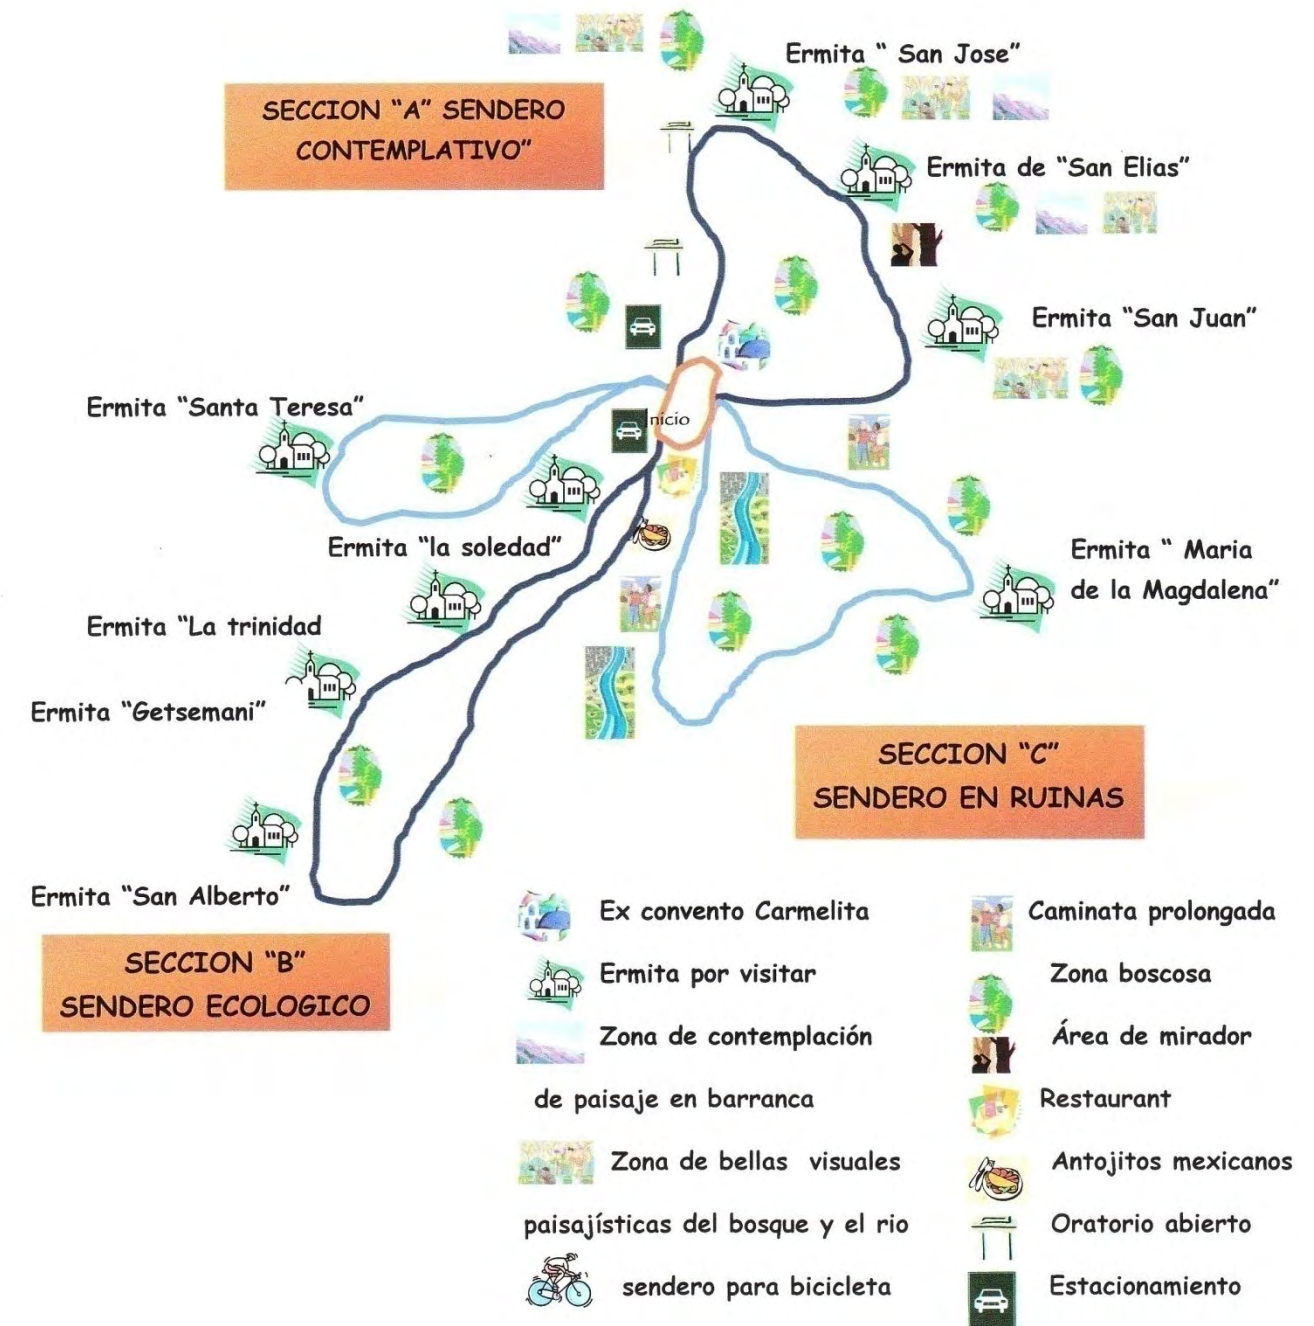 Ermita “ San Jose”
SECCION “A” SENDERO
CONTEMPLATIVO”
Ermita de “San Elias”
Ermita “San Juan”
Ermita “Santa Teresa”
Inicio
Ermita “la soledad”
Ermita “ Maria
de la Magdalena”
Ermita “La trinidad
Ermita “Getsemani”
SECCION “C”
SENDERO EN RUINAS
Ermita “San Alberto”
SECCION “B”
SENDERO ECOLOGICO
Ex convento Carmelita
Ermita por visitar
Zona de contemplación
de paisaje en barranca
Zona de bellas visuales
paisajísticas del bosque y el rio
sendero para bicicleta
Caminata prolongada
Zona boscosa
Área de mirador
Restaurant
Antojitos mexicanos
Oratorio abierto
Estacionamiento